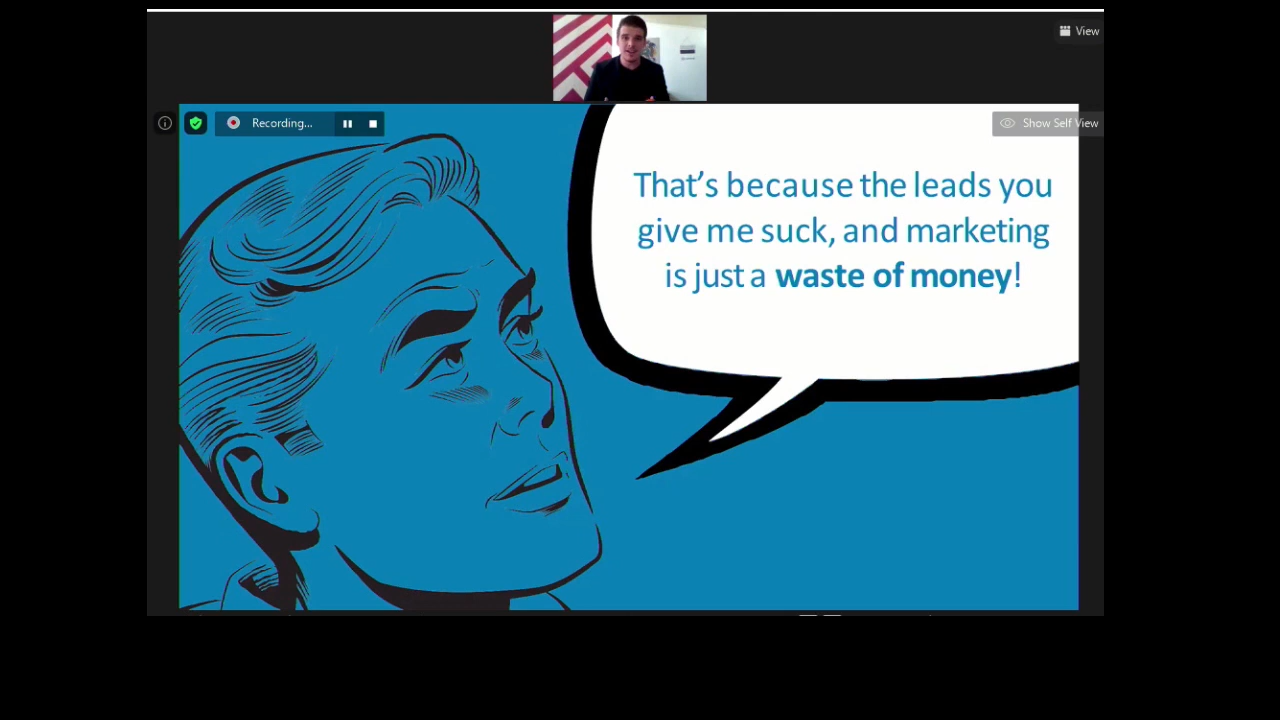 View
Recording...
Show Self View
That's because the leads you
give me suck, and marketing
is just a waste of money!